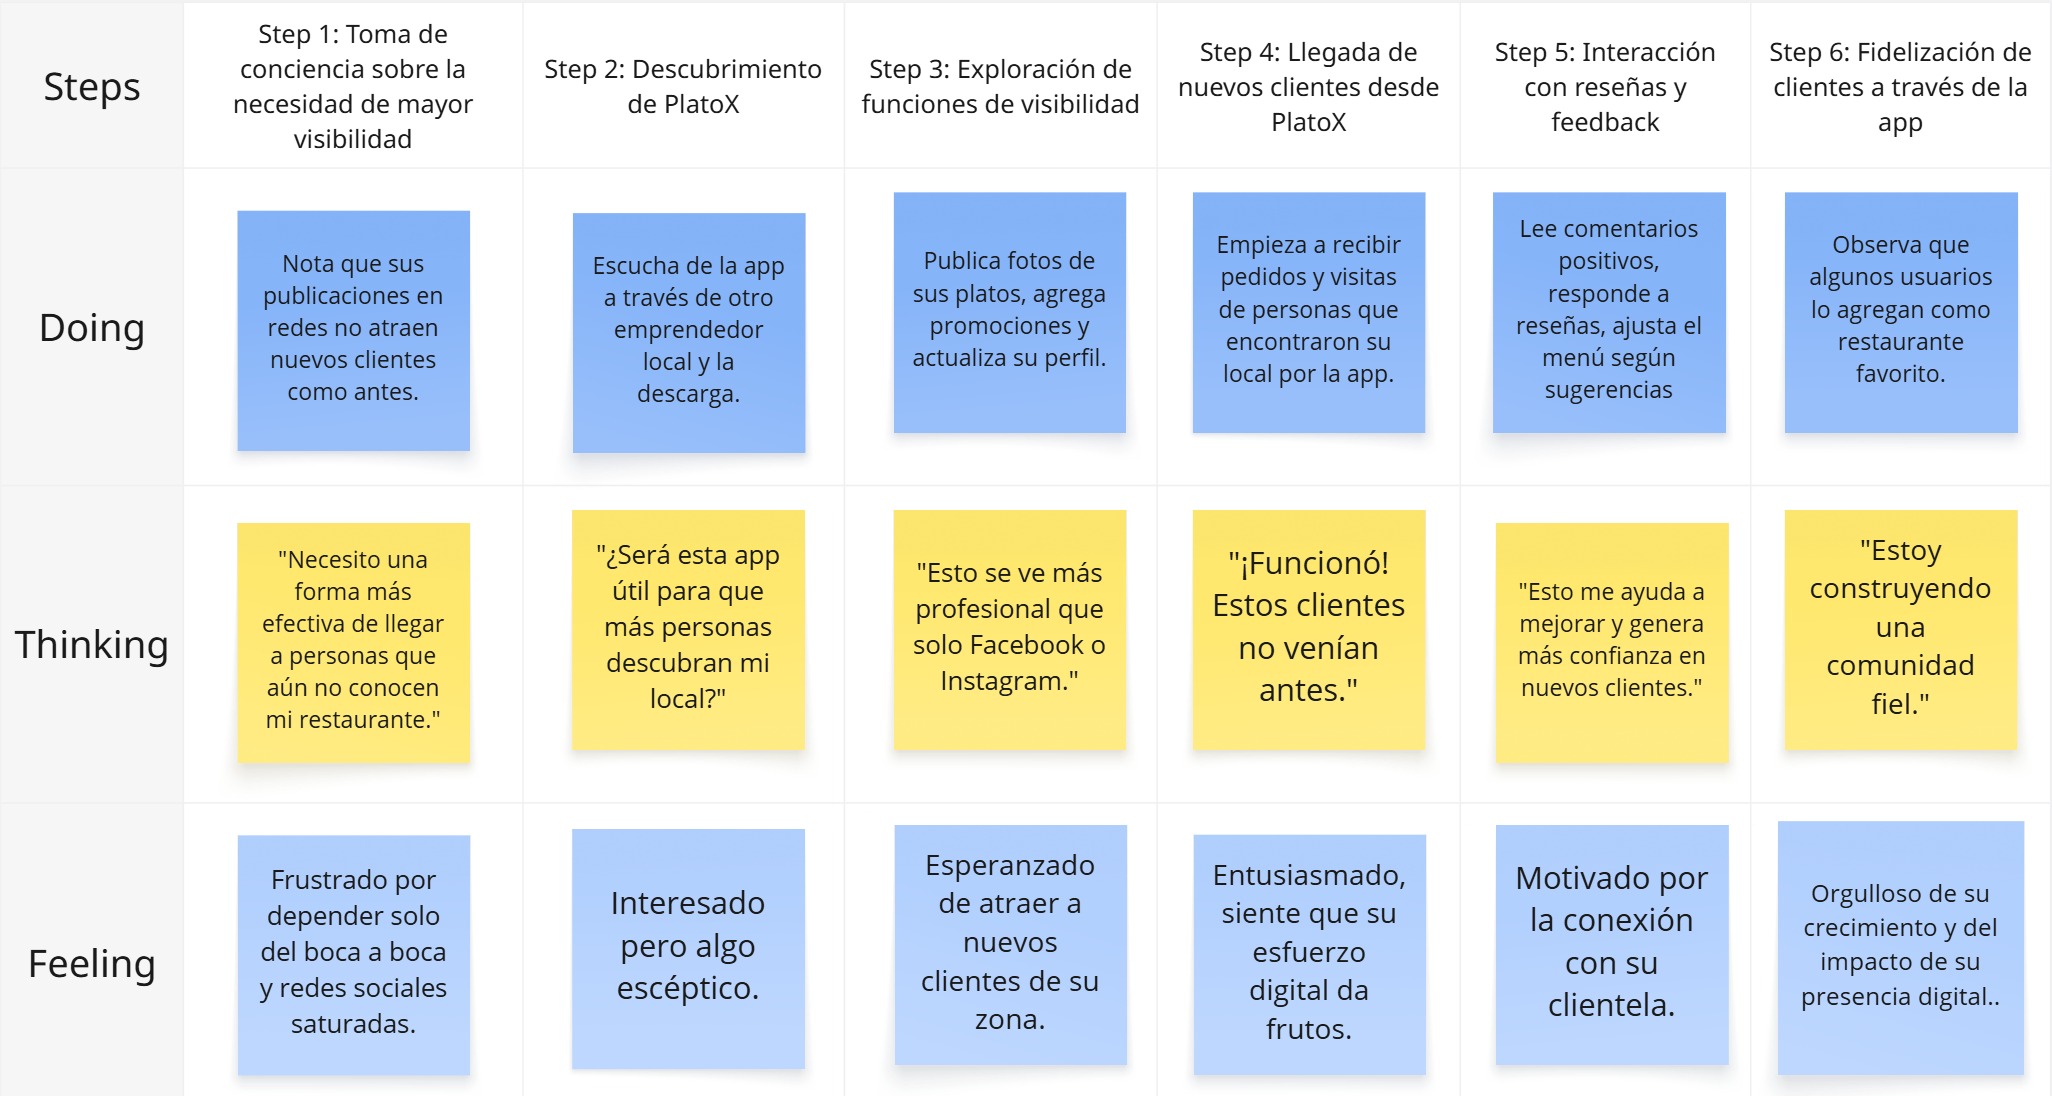 Steps
Step 1: Toma de
conciencia sobre la
necesidad de mayor
visibilidad
Step 2: Descubrimiento
de PlatoX
Step 3: Exploración de
funciones de visibilidad
Step 4: Llegada de
nuevos clientes desde
PlatoX
Step 5: Interacción
con reseñas y
feedback
Step 6: Fidelización de
clientes a través de la
app
Doing
Nota que sus
publicaciones en
redes no atraen
nuevos clientes
como antes.
Escucha de la app
a través de otro
emprendedor
local y la
descarga.
Publica fotos de
sus platos, agrega
promociones y
actualiza su perfil.
Empieza a recibir
pedidos y visitas
de personas que
encontraron su
local por la app.
Lee comentarios
positivos,
responde a
reseñas, ajusta el
menú según
sugerencias
Observa que
algunos usuarios
lo agregan como
restaurante
favorito.
Thinking
"Necesito una
forma más
efectiva de llegar
a personas que
aún no conocen
mi restaurante."
"¿Será esta app
útil para que
más personas
descubran mi
local?"
"Esto se ve más
profesional que
solo Facebook o
Instagram."
"¡Funcionó!
Estos clientes
no venían
antes."
"Esto me ayuda a
mejorar y genera
más confianza en
nuevos clientes."
"Estoy
construyendo
una
comunidad
fiel."
Feeling
Frustrado por
depender solo
del boca a boca
y redes sociales
saturadas.
Interesado
pero algo
escéptico.
Esperanzado
de atraer a
nuevos
clientes de su
zona.
Entusiasmado,
siente que su
esfuerzo
digital da
frutos.
Motivado por
la conexión
con su
clientela.
Orgulloso de su
crecimiento y del
impacto de su
presencia digital..